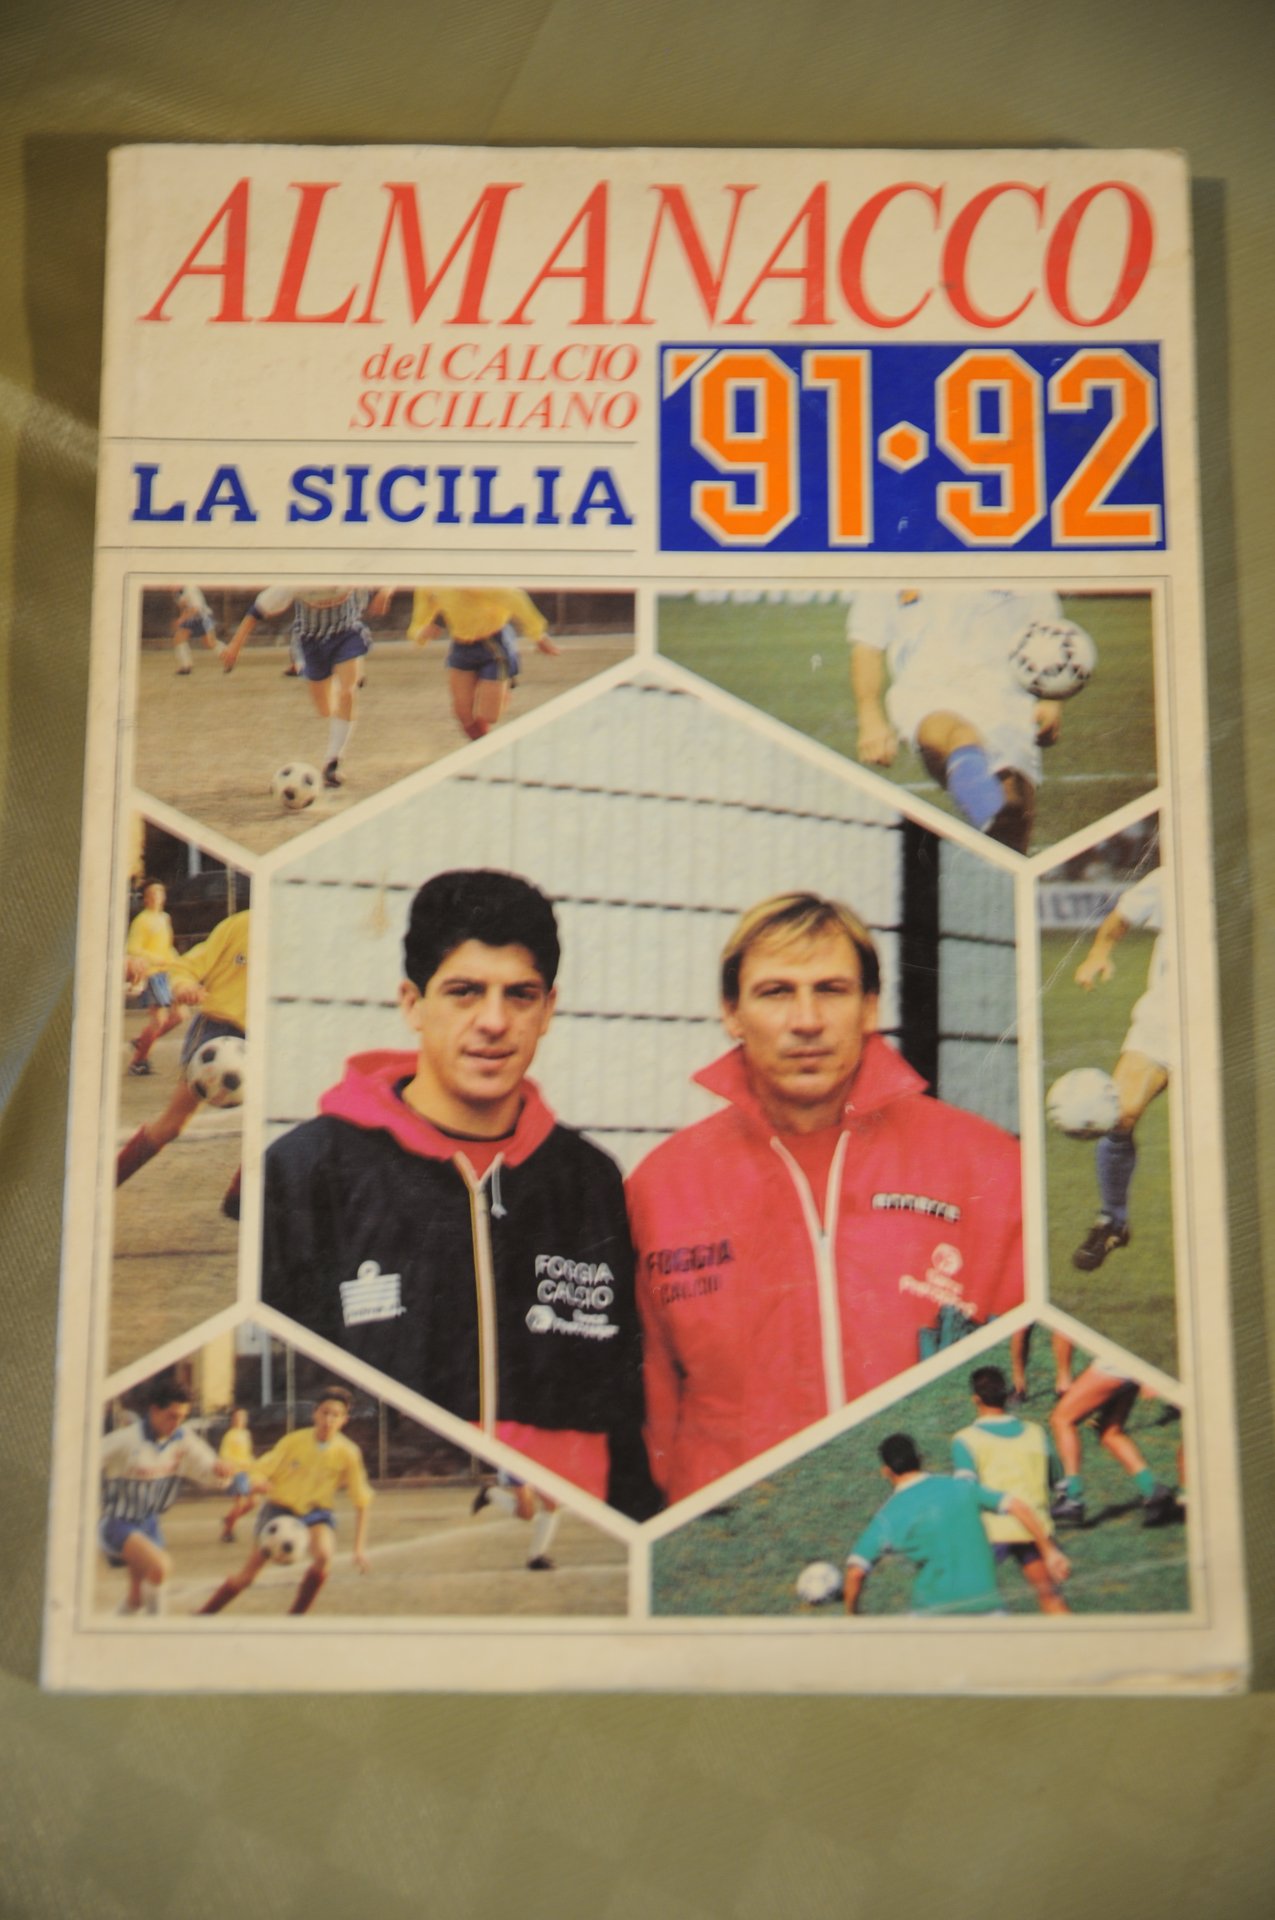 ALMANACCO
del CALCIO
SICILIANO
'91•92
LA SICILIA
FOGGIA
CALCIO
FOGGIA
CALCIO